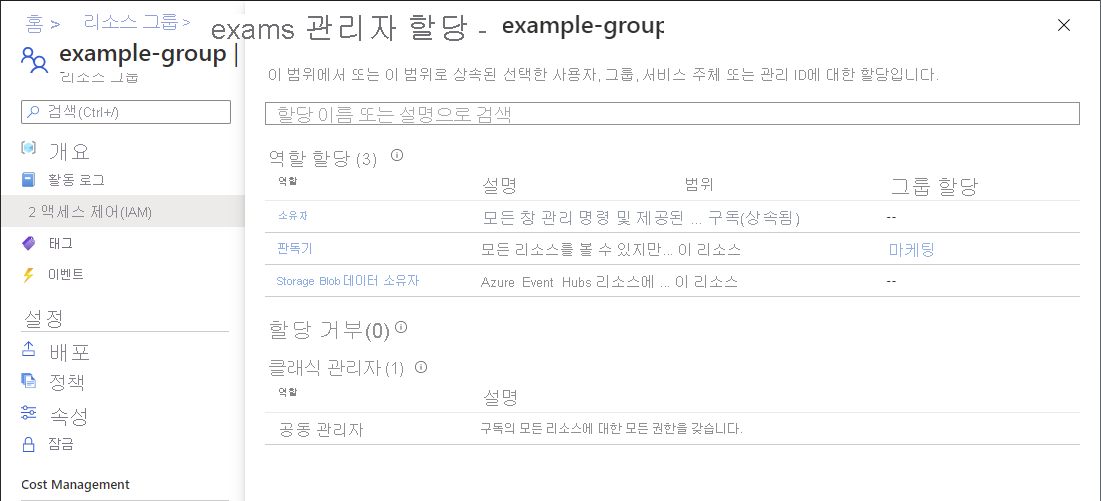 홈 > 리소스 그룹 >
example-group |
리소스 그룹
검색(Ctrl+/)
개요
활동 로그
2 액세스 제어(IAM)
태그
이벤트
설정
배포
정책
속성
잠금
Cost Management
exams 관리자 할당 - example-group
이 범위에서 또는 이 범위로 상속된 선택한 사용자, 그룹, 서비스 주체 또는 관리 ID에 대한 할당입니다.
할당 이름 또는 설명으로 검색
역할 할당 (3)
역할 설명 범위 그룹 할당
소유자 모든 창 관리 명령 및 제공된 ... 구독(상속됨) --
판독기 모든 리소스를 볼 수 있지만... 이 리소스 마케팅
Storage Blob 데이터 소유자 Azure Event Hubs 리소스에 ... 이 리소스 --
할당 거부(0)
클래식 관리자 (1)
역할 설명
공동 관리자 구독의 모든 리소스에 대한 모든 권한을 갖습니다.